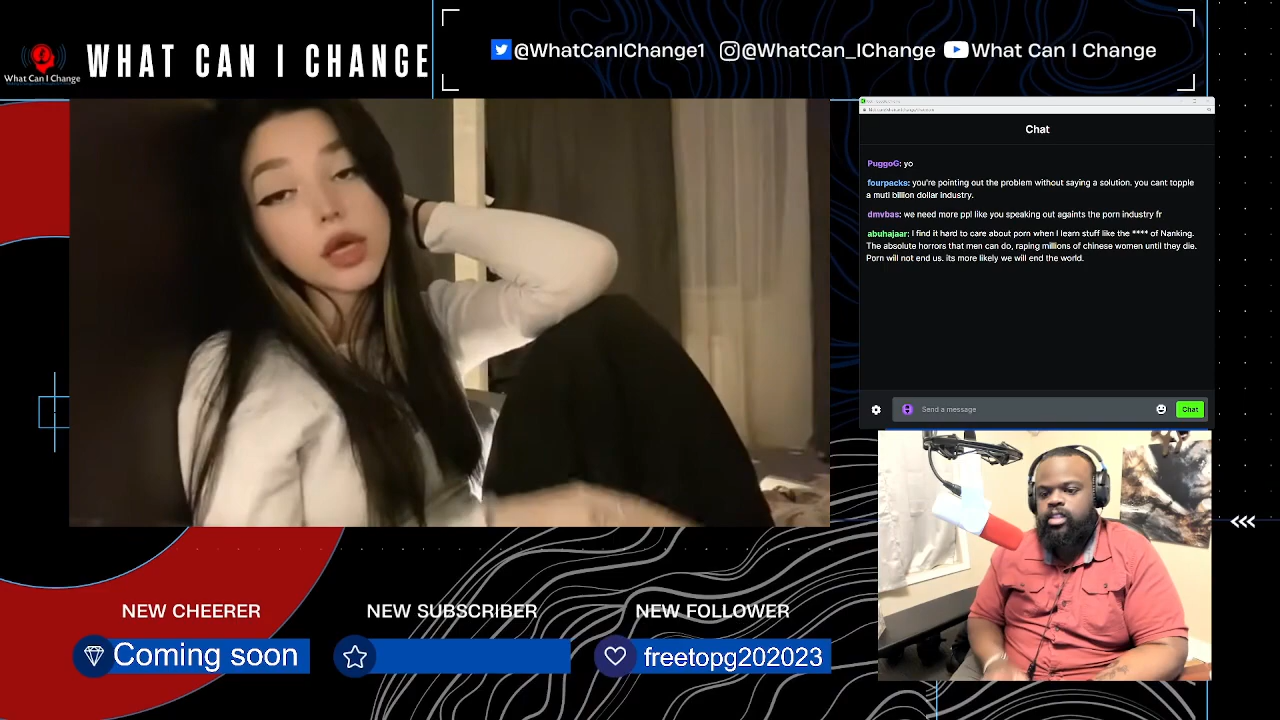 WHAT CAN I CHANGE
What Can I Change
@WhatCanIChange1 @WhatCan_IChange What Can I Change
Chat
PuggoG: yo
fourpacks: you're pointing out the problem without saying a solution. you cant topple
a muti billion dollar industry.
dmvbas: we need more ppl like you speaking out againts the porn industry fr
abuhajaar: I find it hard to care about porn when I learn stuff like the **** of Nanking.
The absolute horrors that men can do, raping millions of chinese women until they die.
Porn will not end us. its more likely we will end the world.
Send a message
Chat
NEW CHEERER
NEW SUBSCRIBER
NEW FOLLOWER
Coming soon
freetopg202023